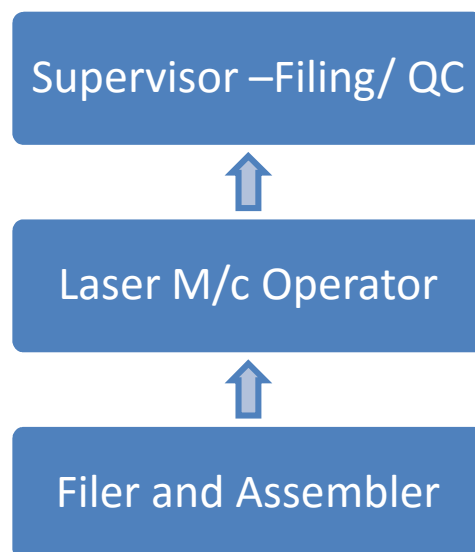 Supervisor –Filing/ QC
Laser M/c Operator
Filer and Assembler